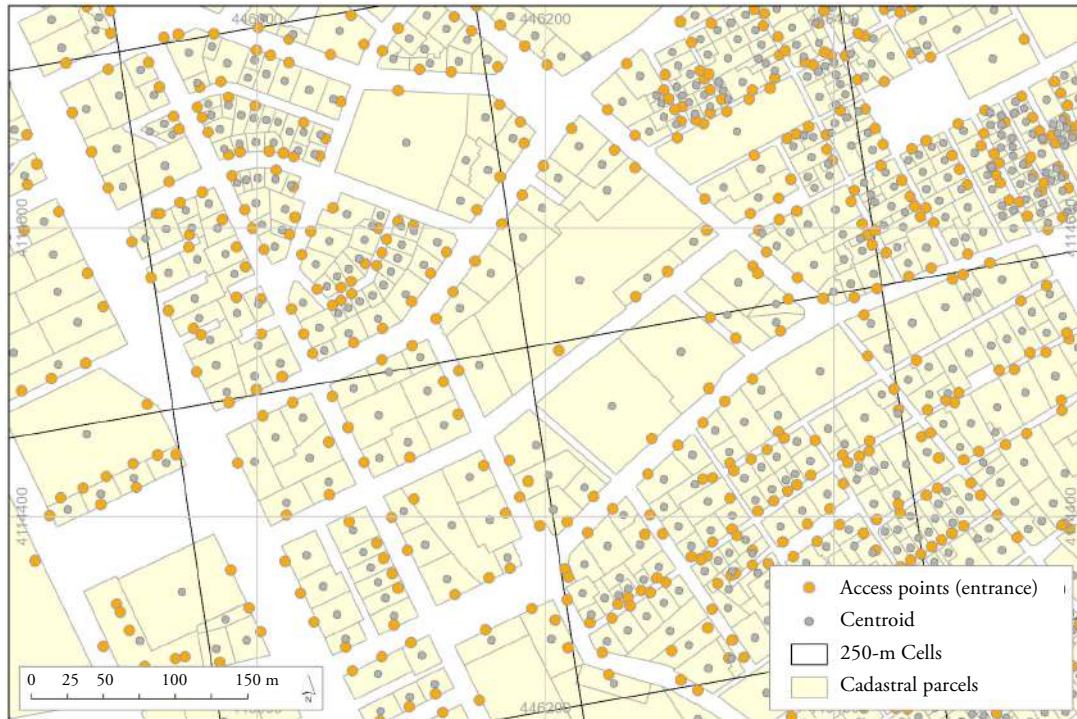 446000
446200
446400
4114600
4114600
4114400
4114400
Access points (entrance)
Centroid
250-m Cells
Cadastral parcels
0 25 50 100 150 m
N
446200